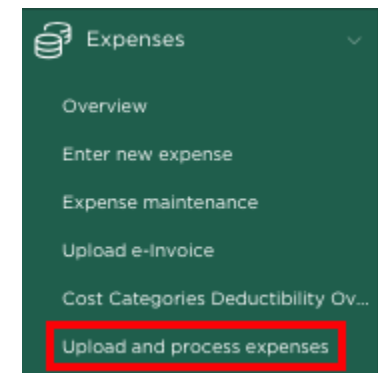 Expenses
Overview
Enter new expense
Expense maintenance
Upload e-Invoice
Cost Categories Deductibility Ov...
Upload and process expenses